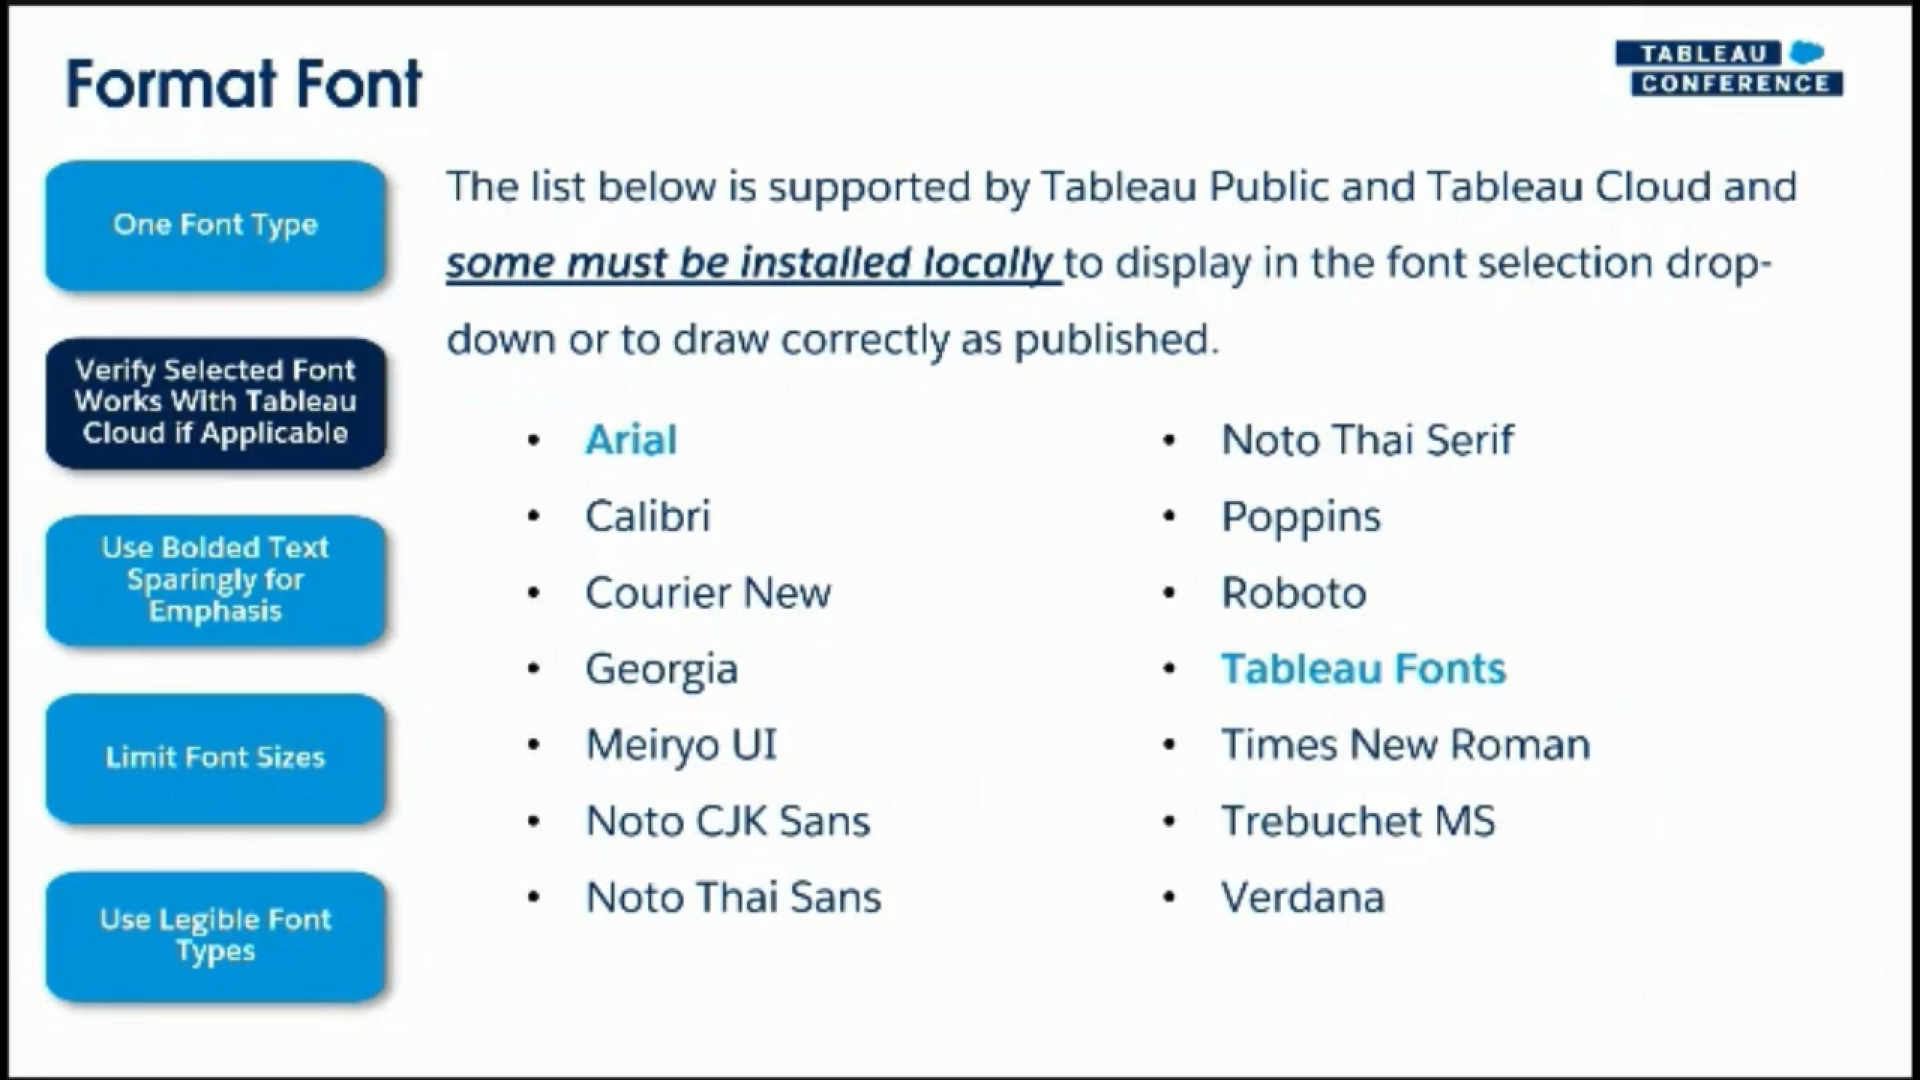 Format Font
TABLEAU
CONFERENCE
One Font Type
Verify Selected Font
Works With Tableau
Cloud if Applicable
Use Bolded Text
Sparingly for
Emphasis
Limit Font Sizes
Use Legible Font
Types
The list below is supported by Tableau Public and Tableau Cloud and
some must be installed locally to display in the font selection drop-
down or to draw correctly as published.
• Arial
• Calibri
• Courier New
• Georgia
• Meiryo UI
• Noto CJK Sans
• Noto Thai Sans
• Noto Thai Serif
• Poppins
• Roboto
• Tableau Fonts
• Times New Roman
• Trebuchet MS
• Verdana